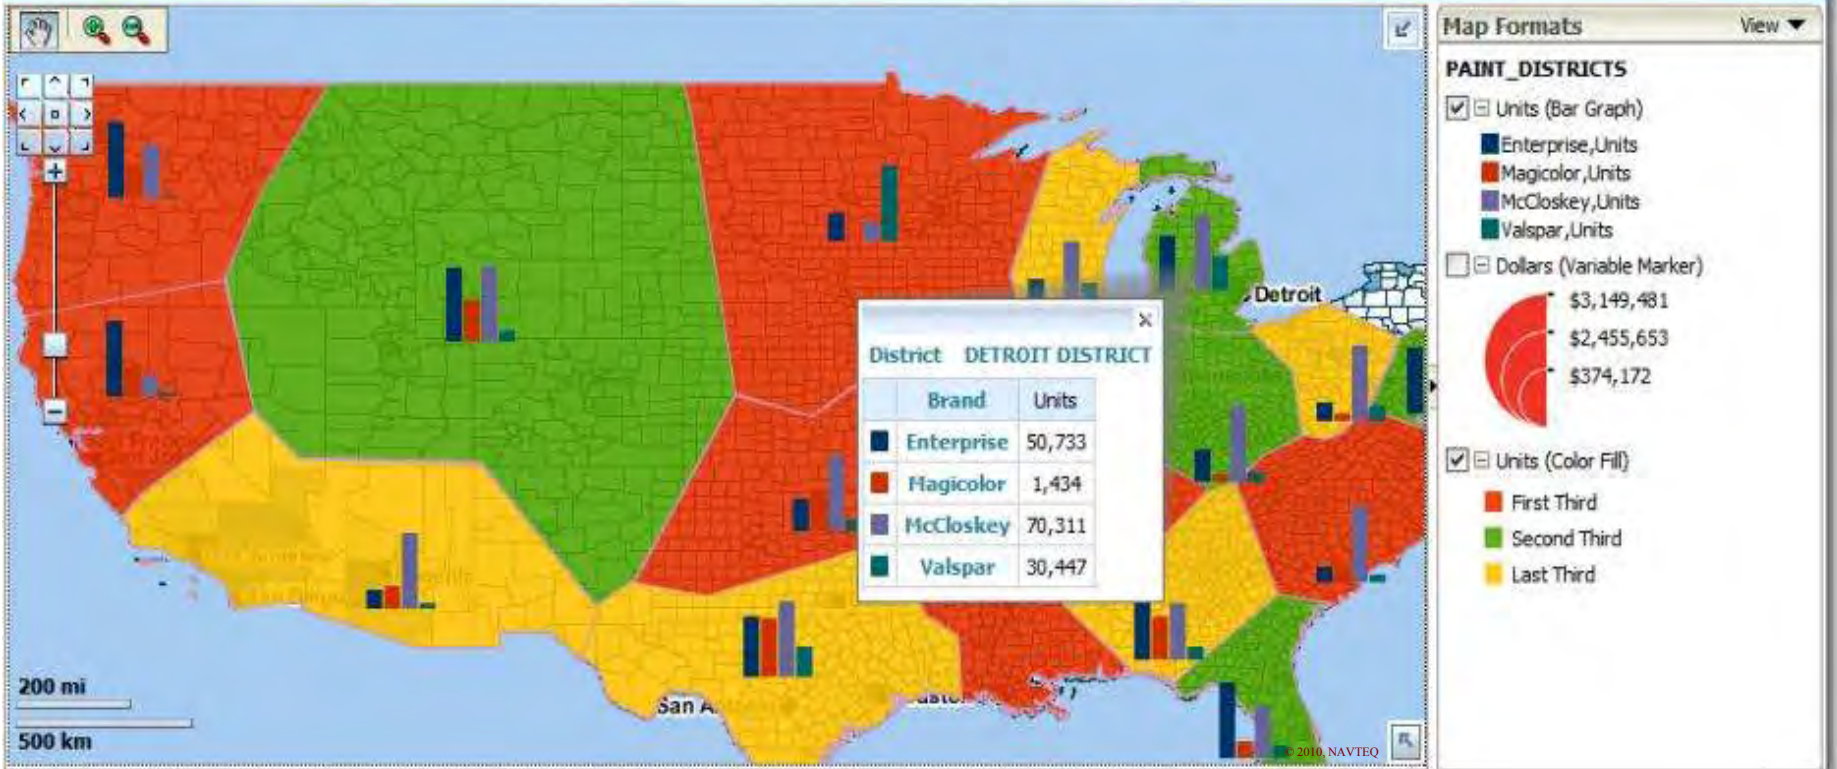 Map Formats
View
PAINT_DISTRICTS
Units (Bar Graph)
Enterprise,Units
Magicolor,Units
McCloskey,Units
Valspar,Units
Dollars (Variable Marker)
$3,149,481
$2,455,653
$374,172
Units (Color Fill)
First Third
Second Third
Last Third
Detroit
District DETROIT DISTRICT
Brand Units
Enterprise 50,733
Magicolor 1,434
McCloskey 70,311
Valspar 30,447
200 mi
500 km
San A
© 2010, NAVTEQ